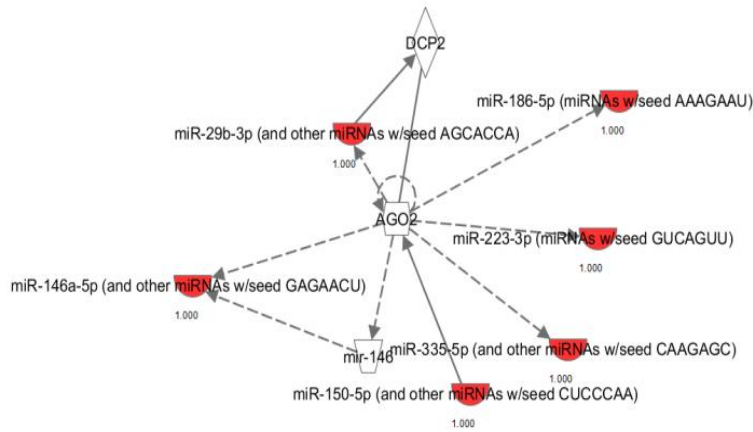 DCP2
miR-186-5p (miRNAs w/seed AAAGAAU)
1.000
miR-29b-3p (and other miRNAs w/seed AGCACCA)
1.000
AGO2
miR-223-3p (miRNAs w/seed GUCAGUU)
1.000
miR-146a-5p (and other miRNAs w/seed GAGAACU)
1.000
mir-146
miR-335-5p (and other miRNAs w/seed CAAGAGC)
1.000
miR-150-5p (and other miRNAs w/seed CUCCCAA)
1.000